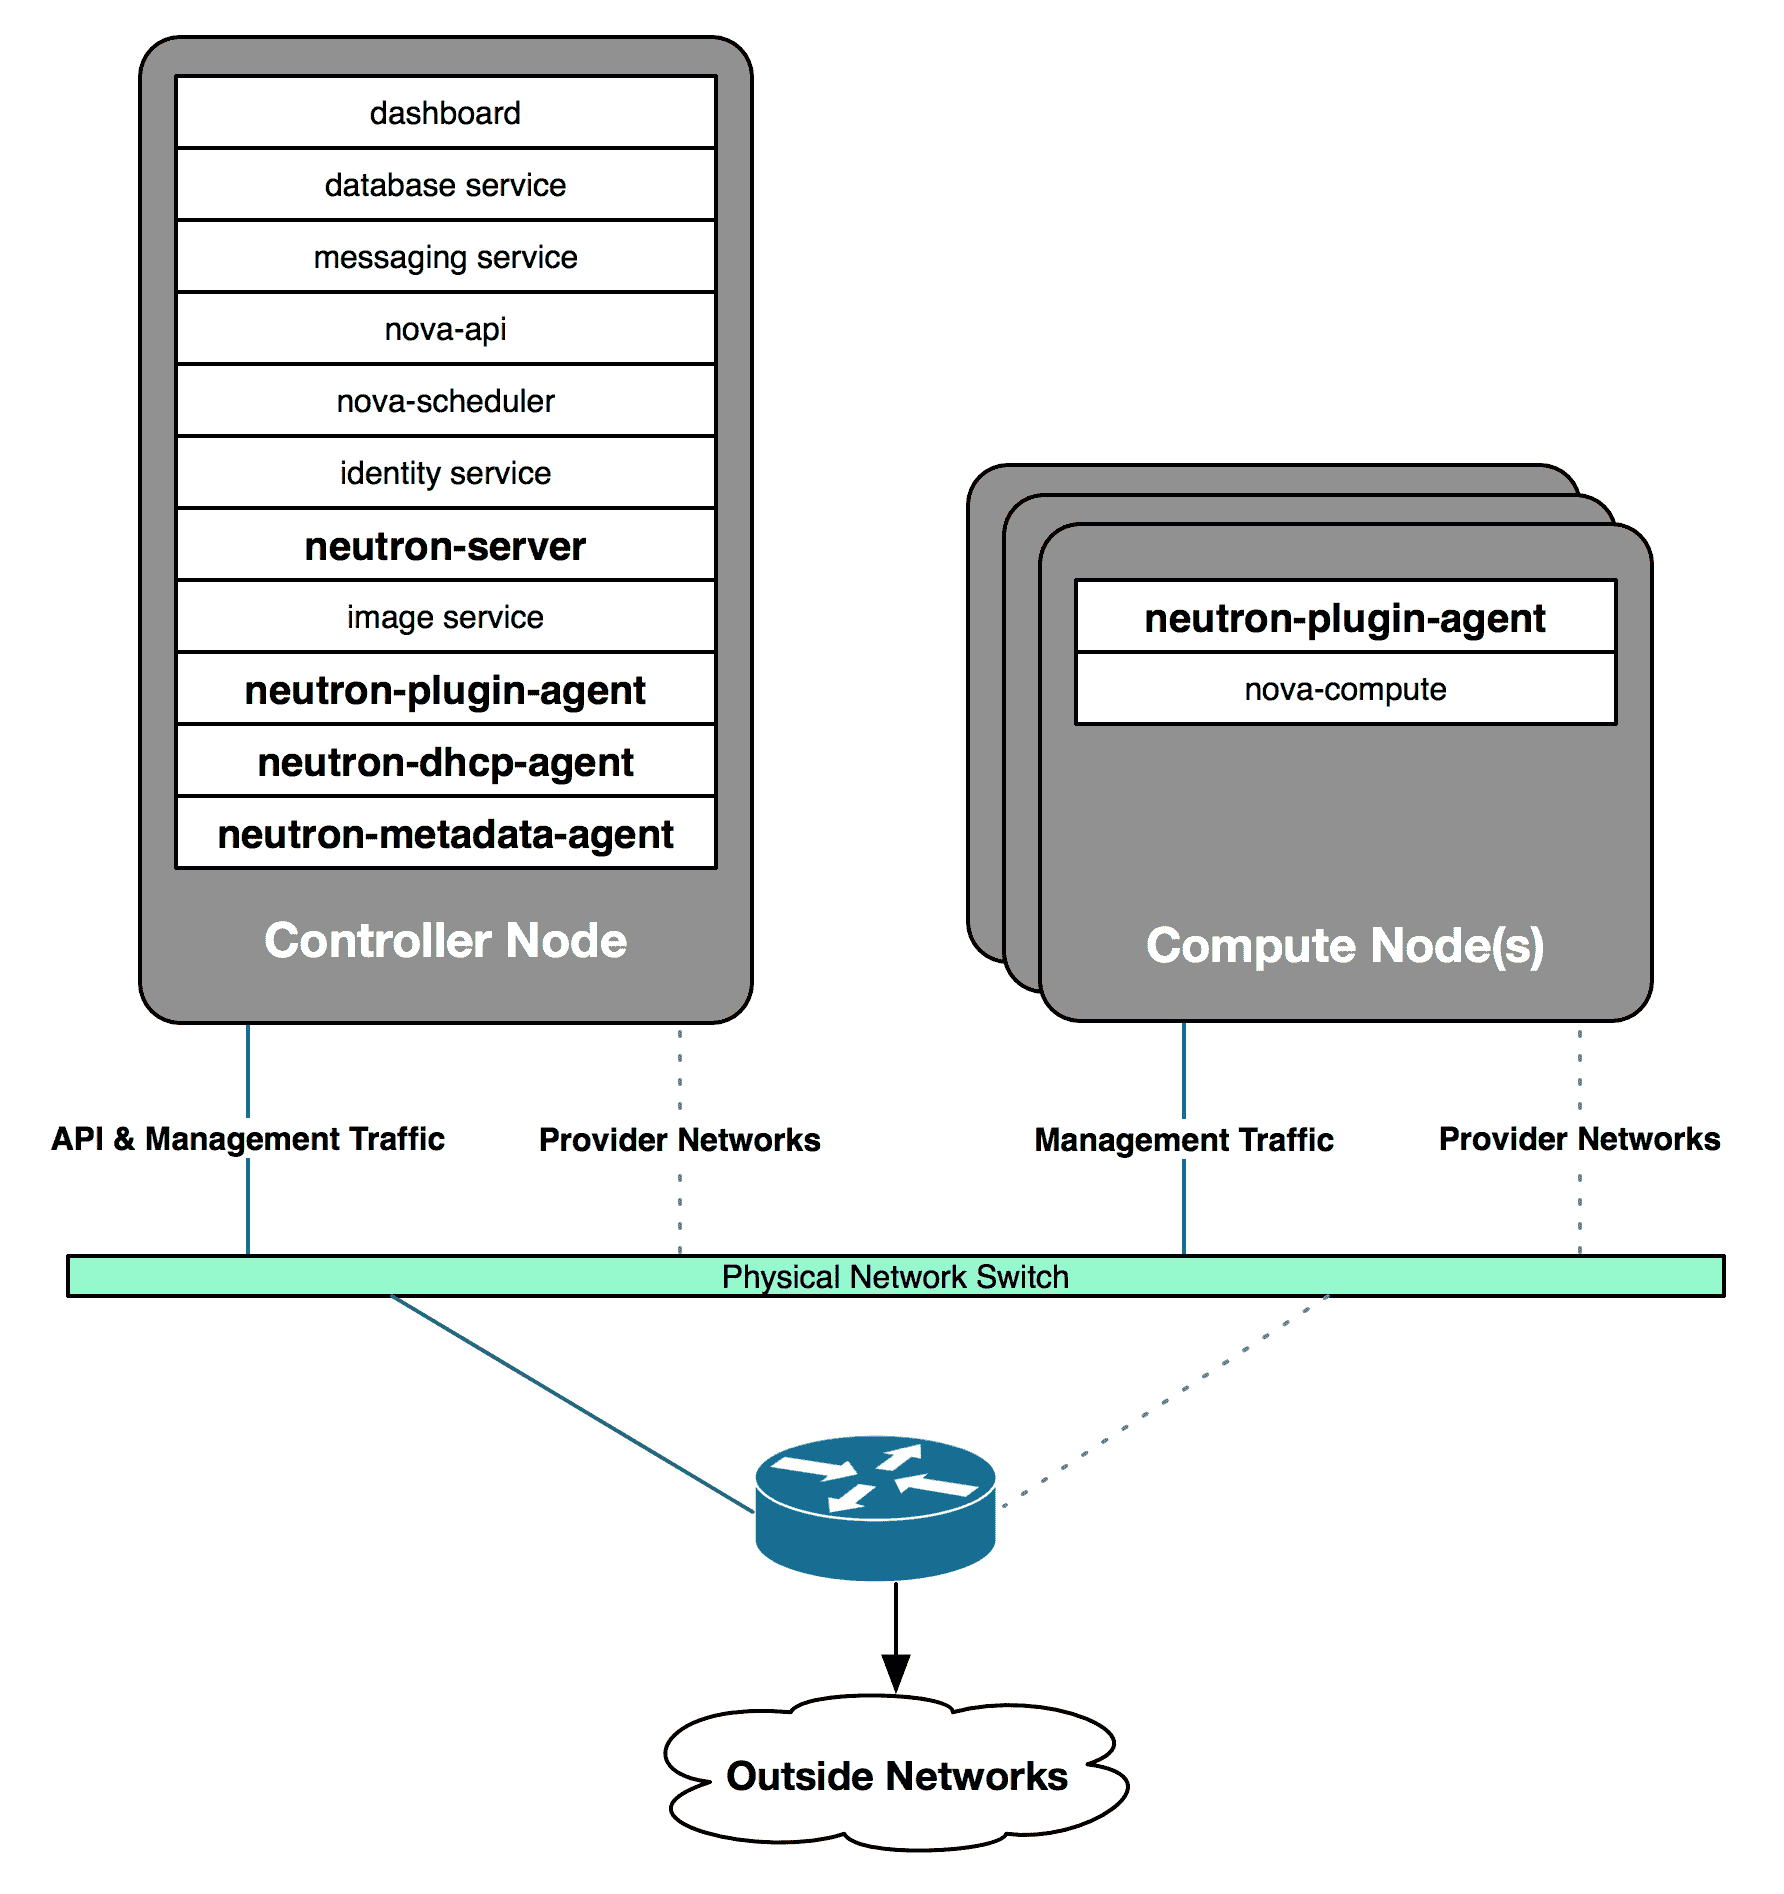 dashboard
database service
messaging service
nova-api
nova-scheduler
identity service
neutron-server
image service
neutron-plugin-agent
neutron-dhcp-agent
neutron-metadata-agent
Controller Node
neutron-plugin-agent
nova-compute
Compute Node(s)
API & Management Traffic
Provider Networks
Management Traffic
Provider Networks
Physical Network Switch
Outside Networks